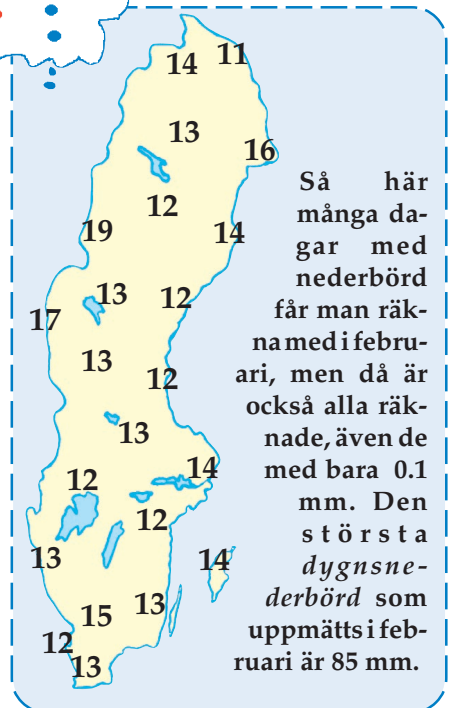 14 11
13
16
12
19
14
13
12
17
13
12
13
14
12
12
13
14
15 13
12
13
Så här
många da-
gar med
nederbörd
får man räk-
na med i febru-
ari, men då är
också alla räk-
nade, även de
med bara 0.1
mm. Den
största
dygnsne-
derbörd som
uppmätts i feb-
ruari är 85 mm.